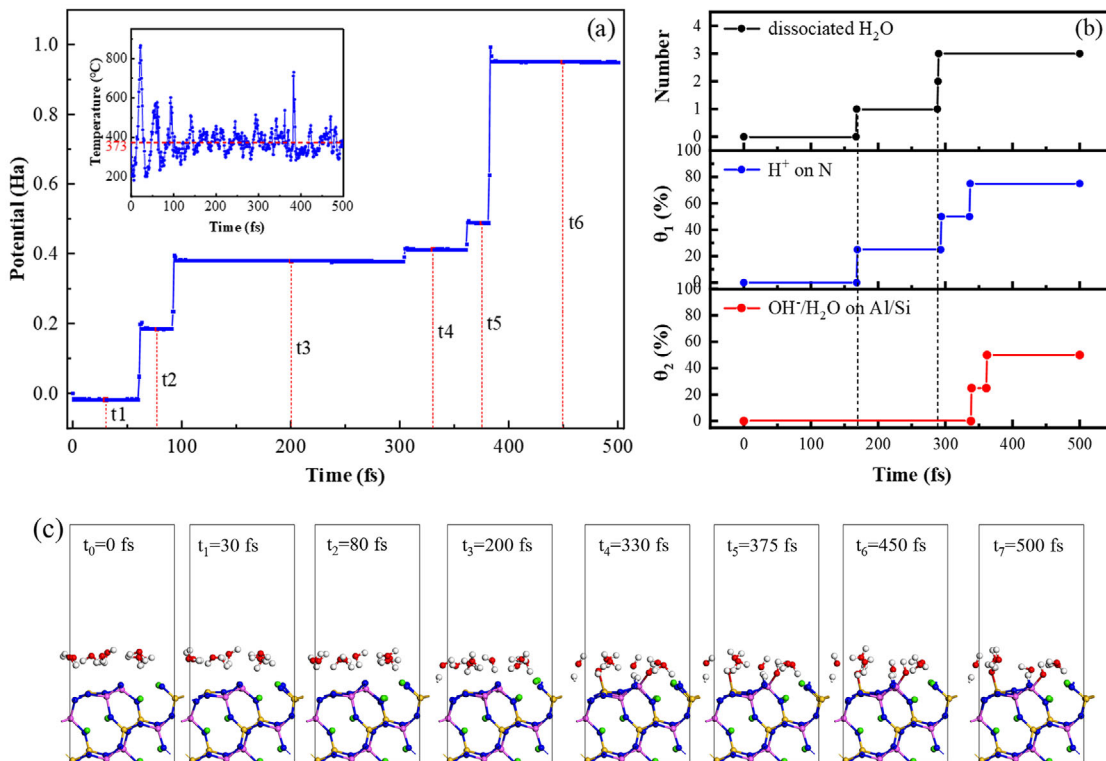 (a)
Potential (Ha)
1.0
0.8
0.6
0.4
0.2
0.0
0 100 200 300 400 500
Time (fs)
t1
t2
t3
t4
t5
t6
Temperature (°C)
800
600
400
373
200
0 100 200 300 400 500
Time (fs)
(b)
dissociated H₂O
Number
4
3
2
1
0
H⁺ on N
θ₁ (%)
100
80
60
40
20
0
OH⁻/H₂O on Al/Si
θ₂ (%)
100
80
60
40
20
0
0 100 200 300 400 500
Time (fs)
(c)
t₀=0 fs t₁=30 fs t₂=80 fs t₃=200 fs t₄=330 fs t₅=375 fs t₆=450 fs t₇=500 fs